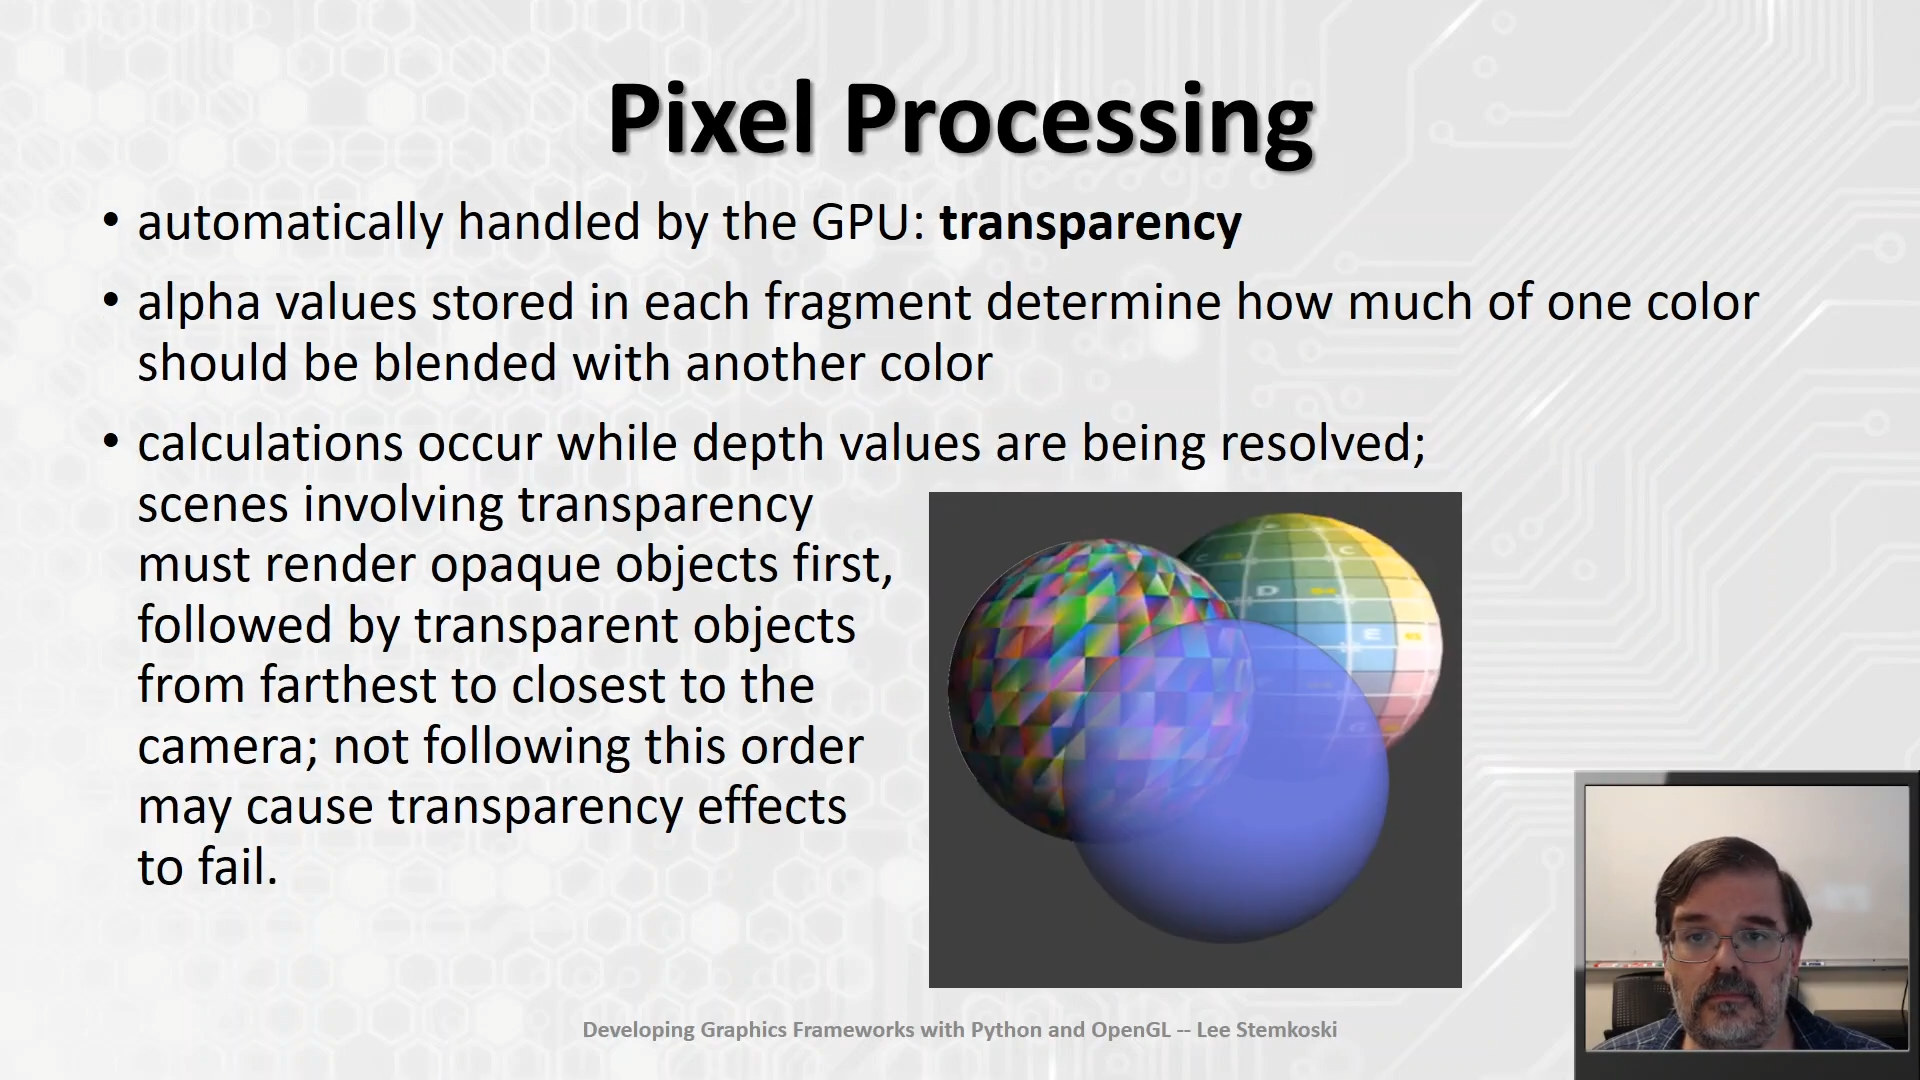 Pixel Processing
• automatically handled by the GPU: transparency
• alpha values stored in each fragment determine how much of one color
should be blended with another color
• calculations occur while depth values are being resolved;
scenes involving transparency
must render opaque objects first,
followed by transparent objects
from farthest to closest to the
camera; not following this order
may cause transparency effects
to fail.
C
D
E
Developing Graphics Frameworks with Python and OpenGL -- Lee Stemkoski